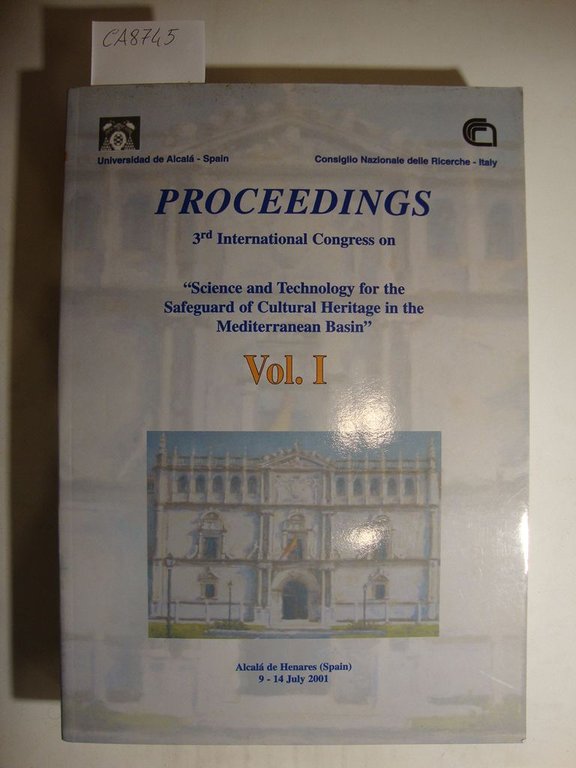 CA8745
Universidad de Alcalá - Spain
Consiglio Nazionale delle Ricerche - Italy
PROCEEDINGS
3rd International Congress on
“Science and Technology for the
Safeguard of Cultural Heritage in the
Mediterranean Basin”
Vol. I
Alcalá de Henares (Spain)
9 - 14 July 2001